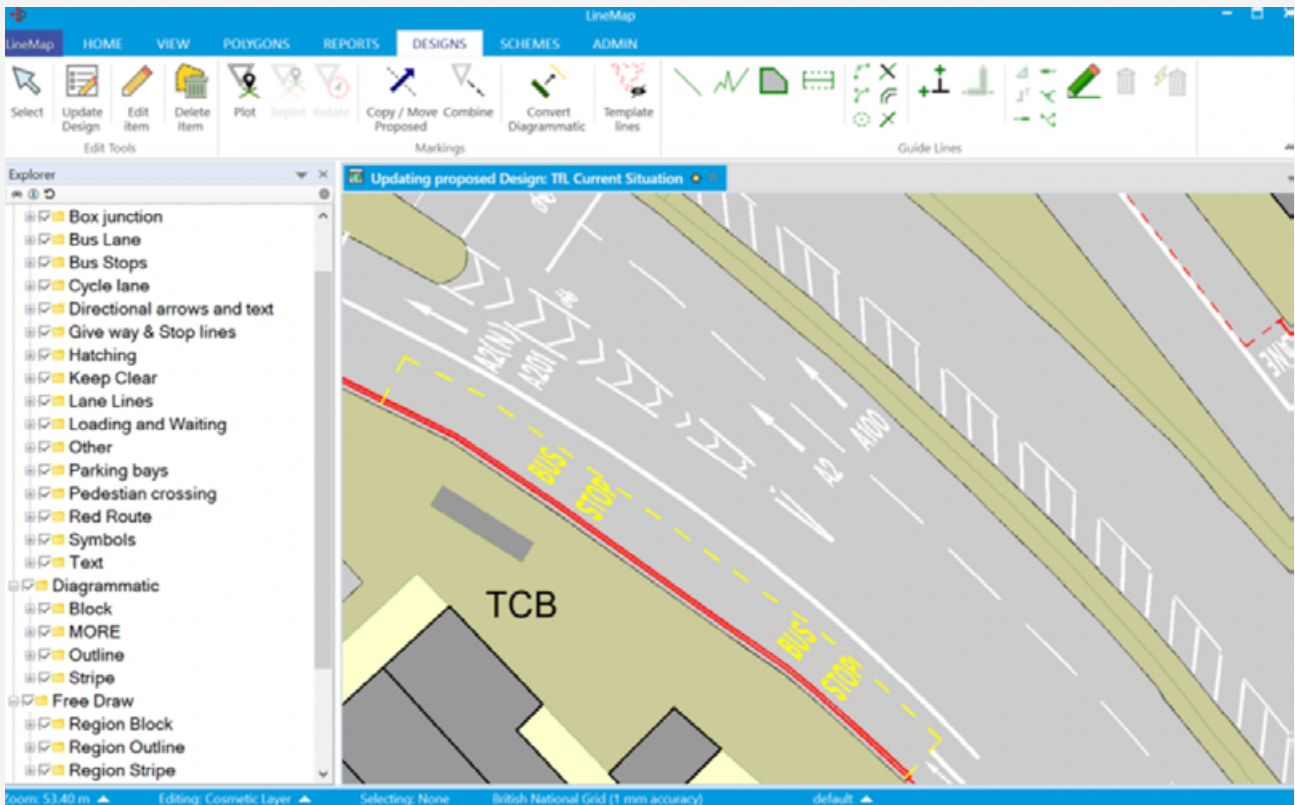 LineMap
LineMap HOME VIEW POLYGONS REPORTS DESIGNS SCHEMES ADMIN
Select
Update Design
Edit item
Delete Item
Plot
Replot
Rotate
Copy / Move Proposed
Combine
Convert Diagrammatic
Template lines
Edit Tools
Markings
Guide Lines
Explorer
Updating proposed Design: TfL Current Situation
Box junction
Bus Lane
Bus Stops
Cycle lane
Directional arrows and text
Give way & Stop lines
Hatching
Keep Clear
Lane Lines
Loading and Waiting
Other
Parking bays
Pedestian crossing
Red Route
Symbols
Text
Diagrammatic
Block
MORE
Outline
Stripe
Free Draw
Region Block
Region Outline
Region Stripe
A2(N)
A201
A2
A100
BUS
STOP
TCB
BUS
STOP
Zoom: 53.40 m
Editing: Cosmetic Layer
Selecting: None
British National Grid (1 mm accuracy)
default